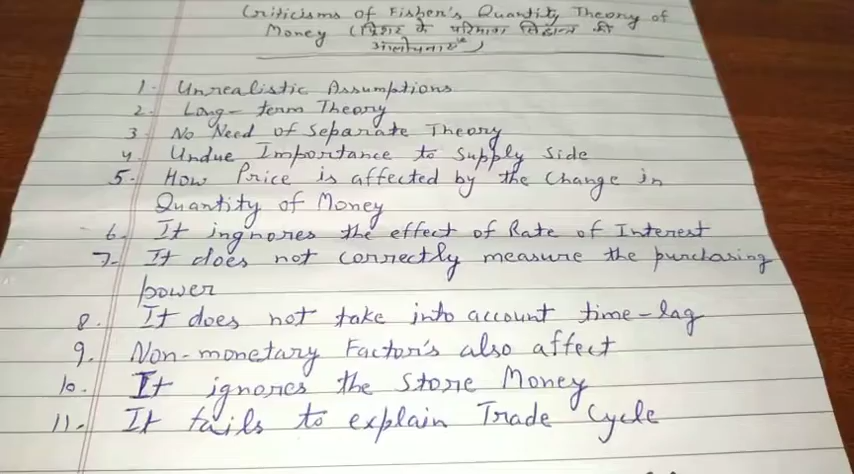 Criticisms of Fisher's Quantity Theory of
Money (फिशर के परिमाण सिद्धान्त की
आलोचनाएँ)
1. Unrealistic Assumptions
2. Long-term Theory
3. No Need of Separate Theory
4. Undue Importance to Supply Side
5. How Price is affected by the Change in
Quantity of Money
6. It ingnores the effect of Rate of Interest
7. It does not correctly measure the purchasing
power
8. It does not take into account time-lag
9. Non-monetary Factor's also affect
10. It ignores the Store Money
11. It fails to explain Trade Cycle